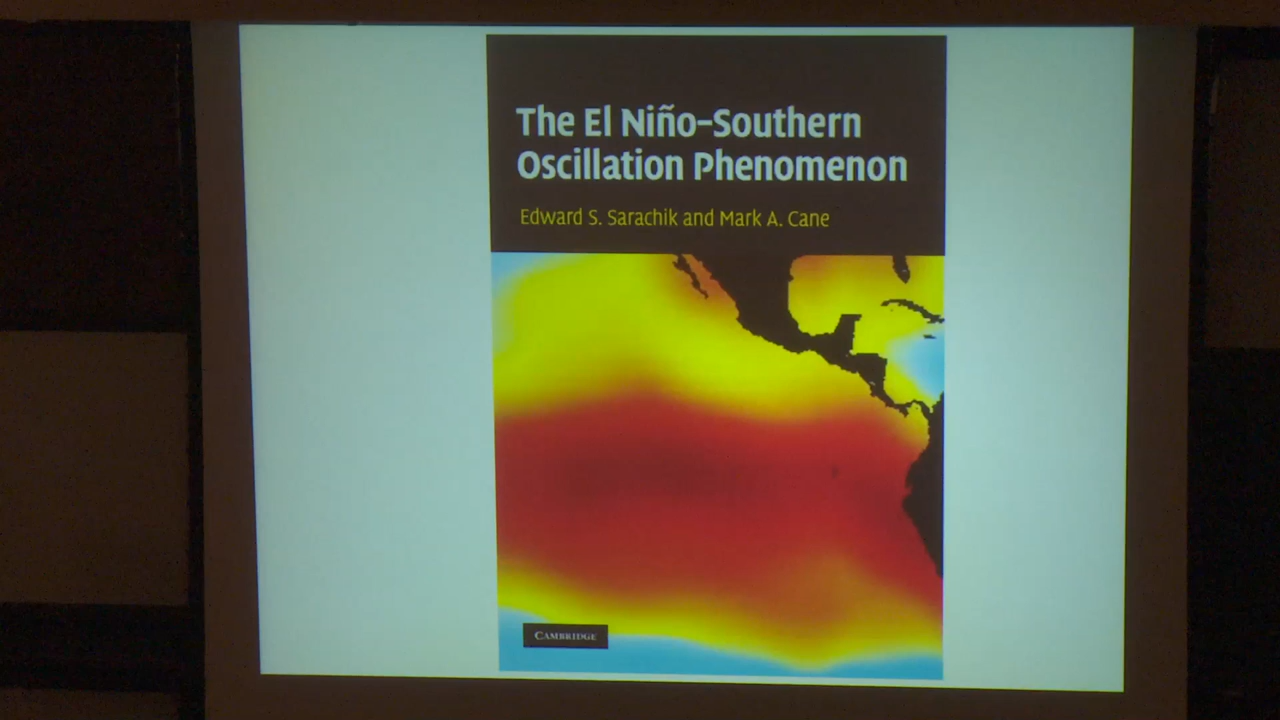 The El Niño–Southern
Oscillation Phenomenon
Edward S. Sarachik and Mark A. Cane
CAMBRIDGE